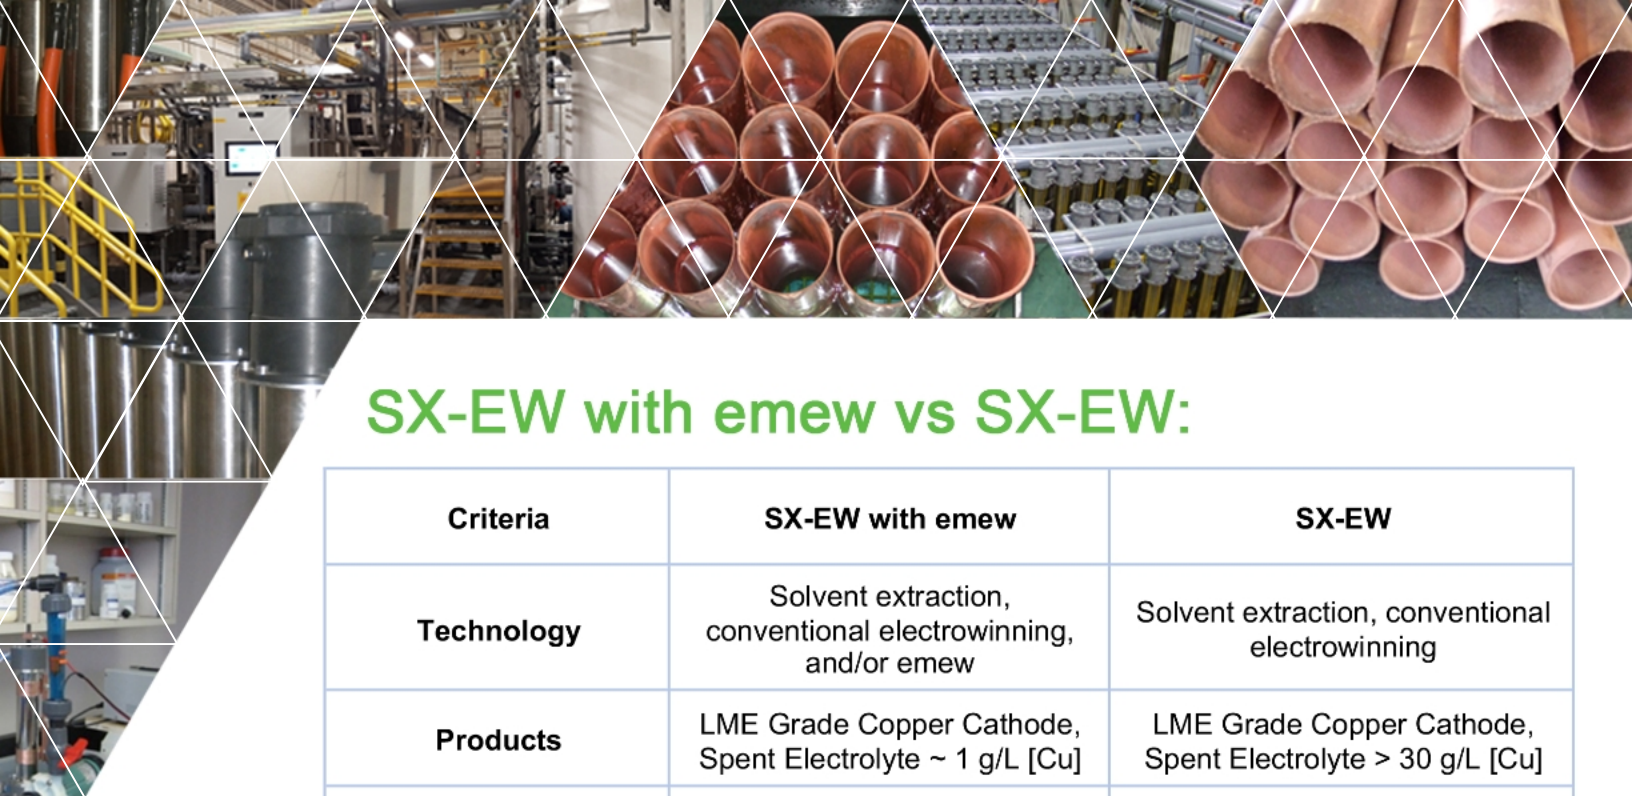 SX-EW with emew vs SX-EW:
Criteria
SX-EW with emew
SX-EW
Technology
Solvent extraction,
conventional electrowinning,
and/or emew
Solvent extraction, conventional
electrowinning
Products
LME Grade Copper Cathode,
Spent Electrolyte ~ 1 g/L [Cu]
LME Grade Copper Cathode,
Spent Electrolyte > 30 g/L [Cu]